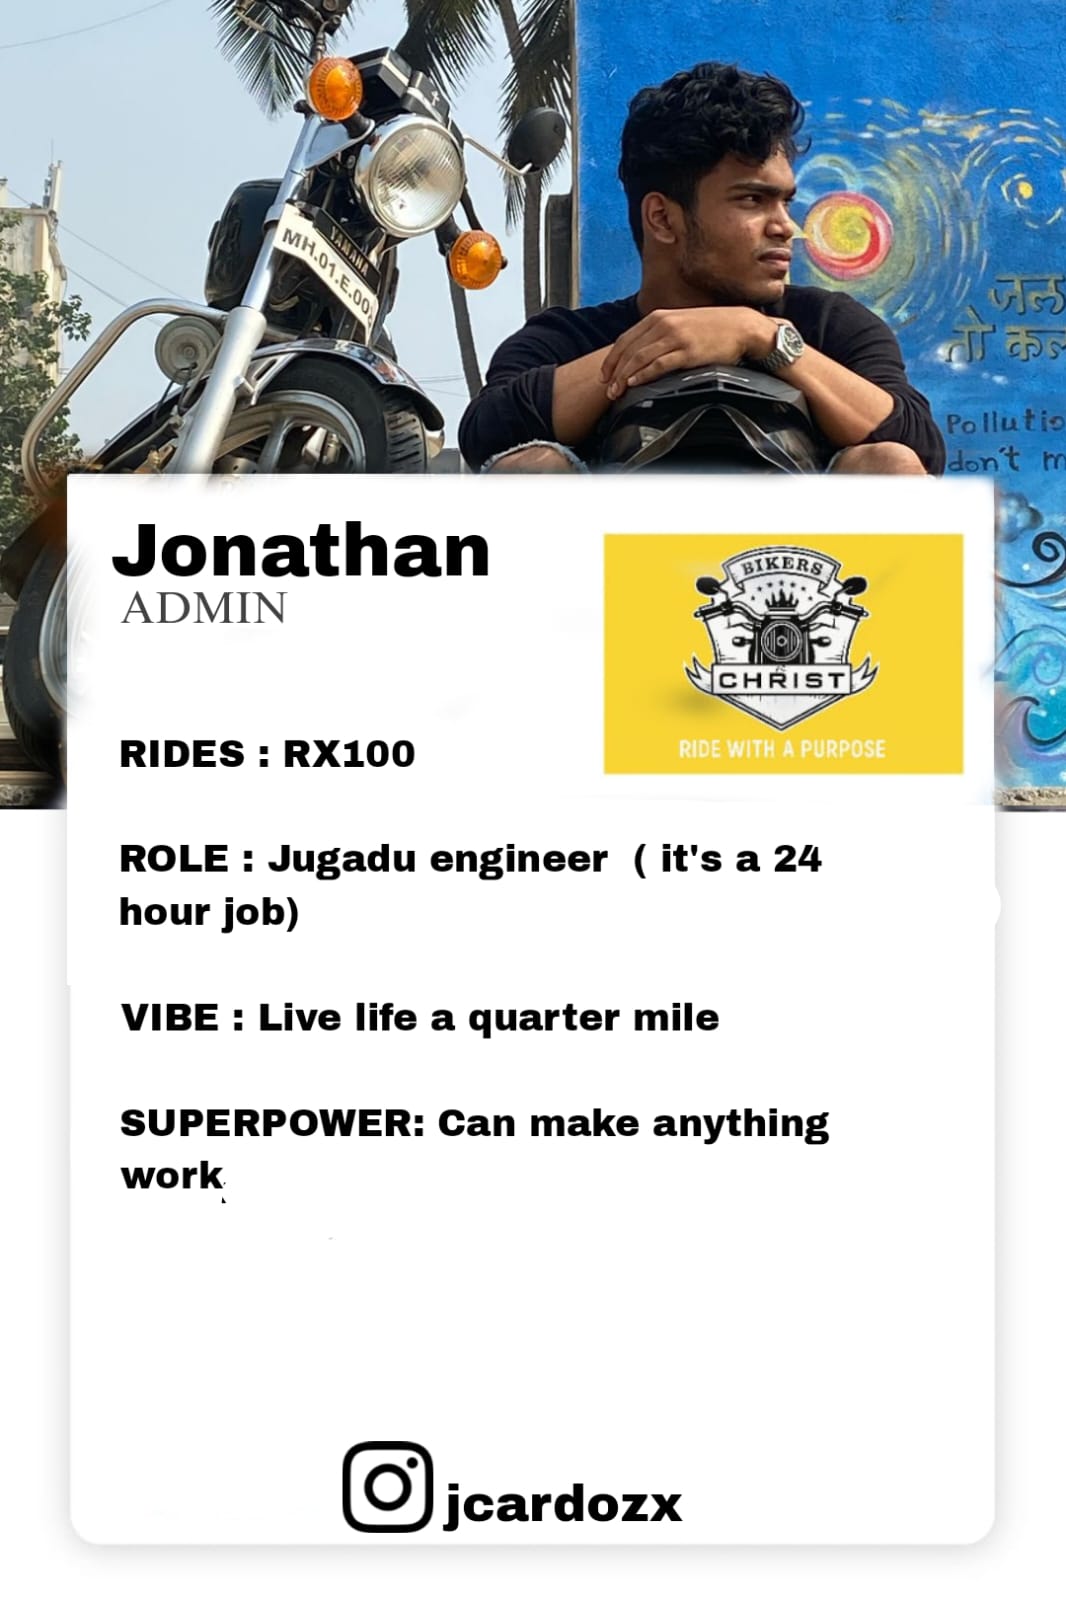 YAMAHA
MH.01.E.00
जल
तो कल
Pollutio
don't m
Jonathan
ADMIN
BIKERS
CHRIST
RIDE WITH A PURPOSE
RIDES : RX100
ROLE : Jugadu engineer ( it's a 24
hour job)
VIBE : Live life a quarter mile
SUPERPOWER: Can make anything
work
jcardozx